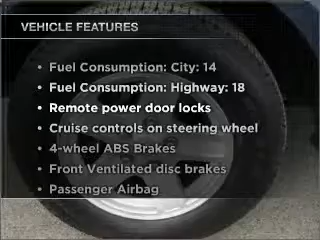 VEHICLE FEATURES
• Fuel Consumption: City: 14
• Fuel Consumption: Highway: 18
• Remote power door locks
• Cruise controls on steering wheel
• 4-wheel ABS Brakes
• Front Ventilated disc brakes
• Passenger Airbag